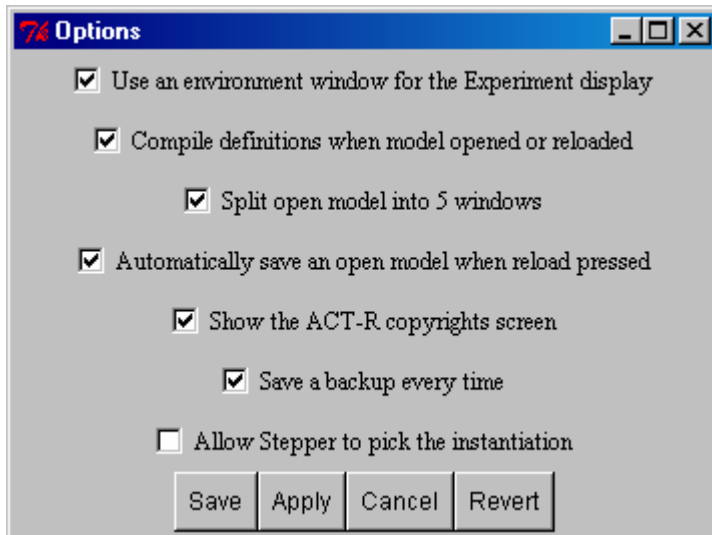 Options
Use an environment window for the Experiment display
Compile definitions when model opened or reloaded
Split open model into 5 windows
Automatically save an open model when reload pressed
Show the ACT-R copyrights screen
Save a backup every time
Allow Stepper to pick the instantiation
Save Apply Cancel Revert